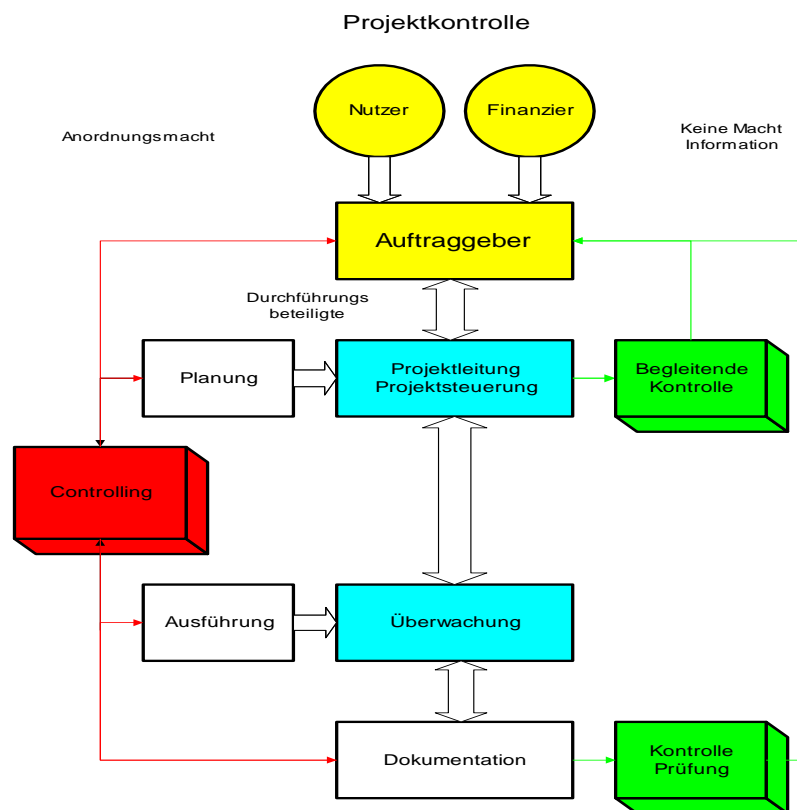 Projektkontrolle
Nutzer
Finanzier
Anordnungsmacht
Keine Macht
Information
Auftraggeber
Durchführungs
beteiligte
Planung
Projektleitung
Projektsteuerung
Begleitende
Kontrolle
Controlling
Ausführung
Überwachung
Dokumentation
Kontrolle
Prüfung